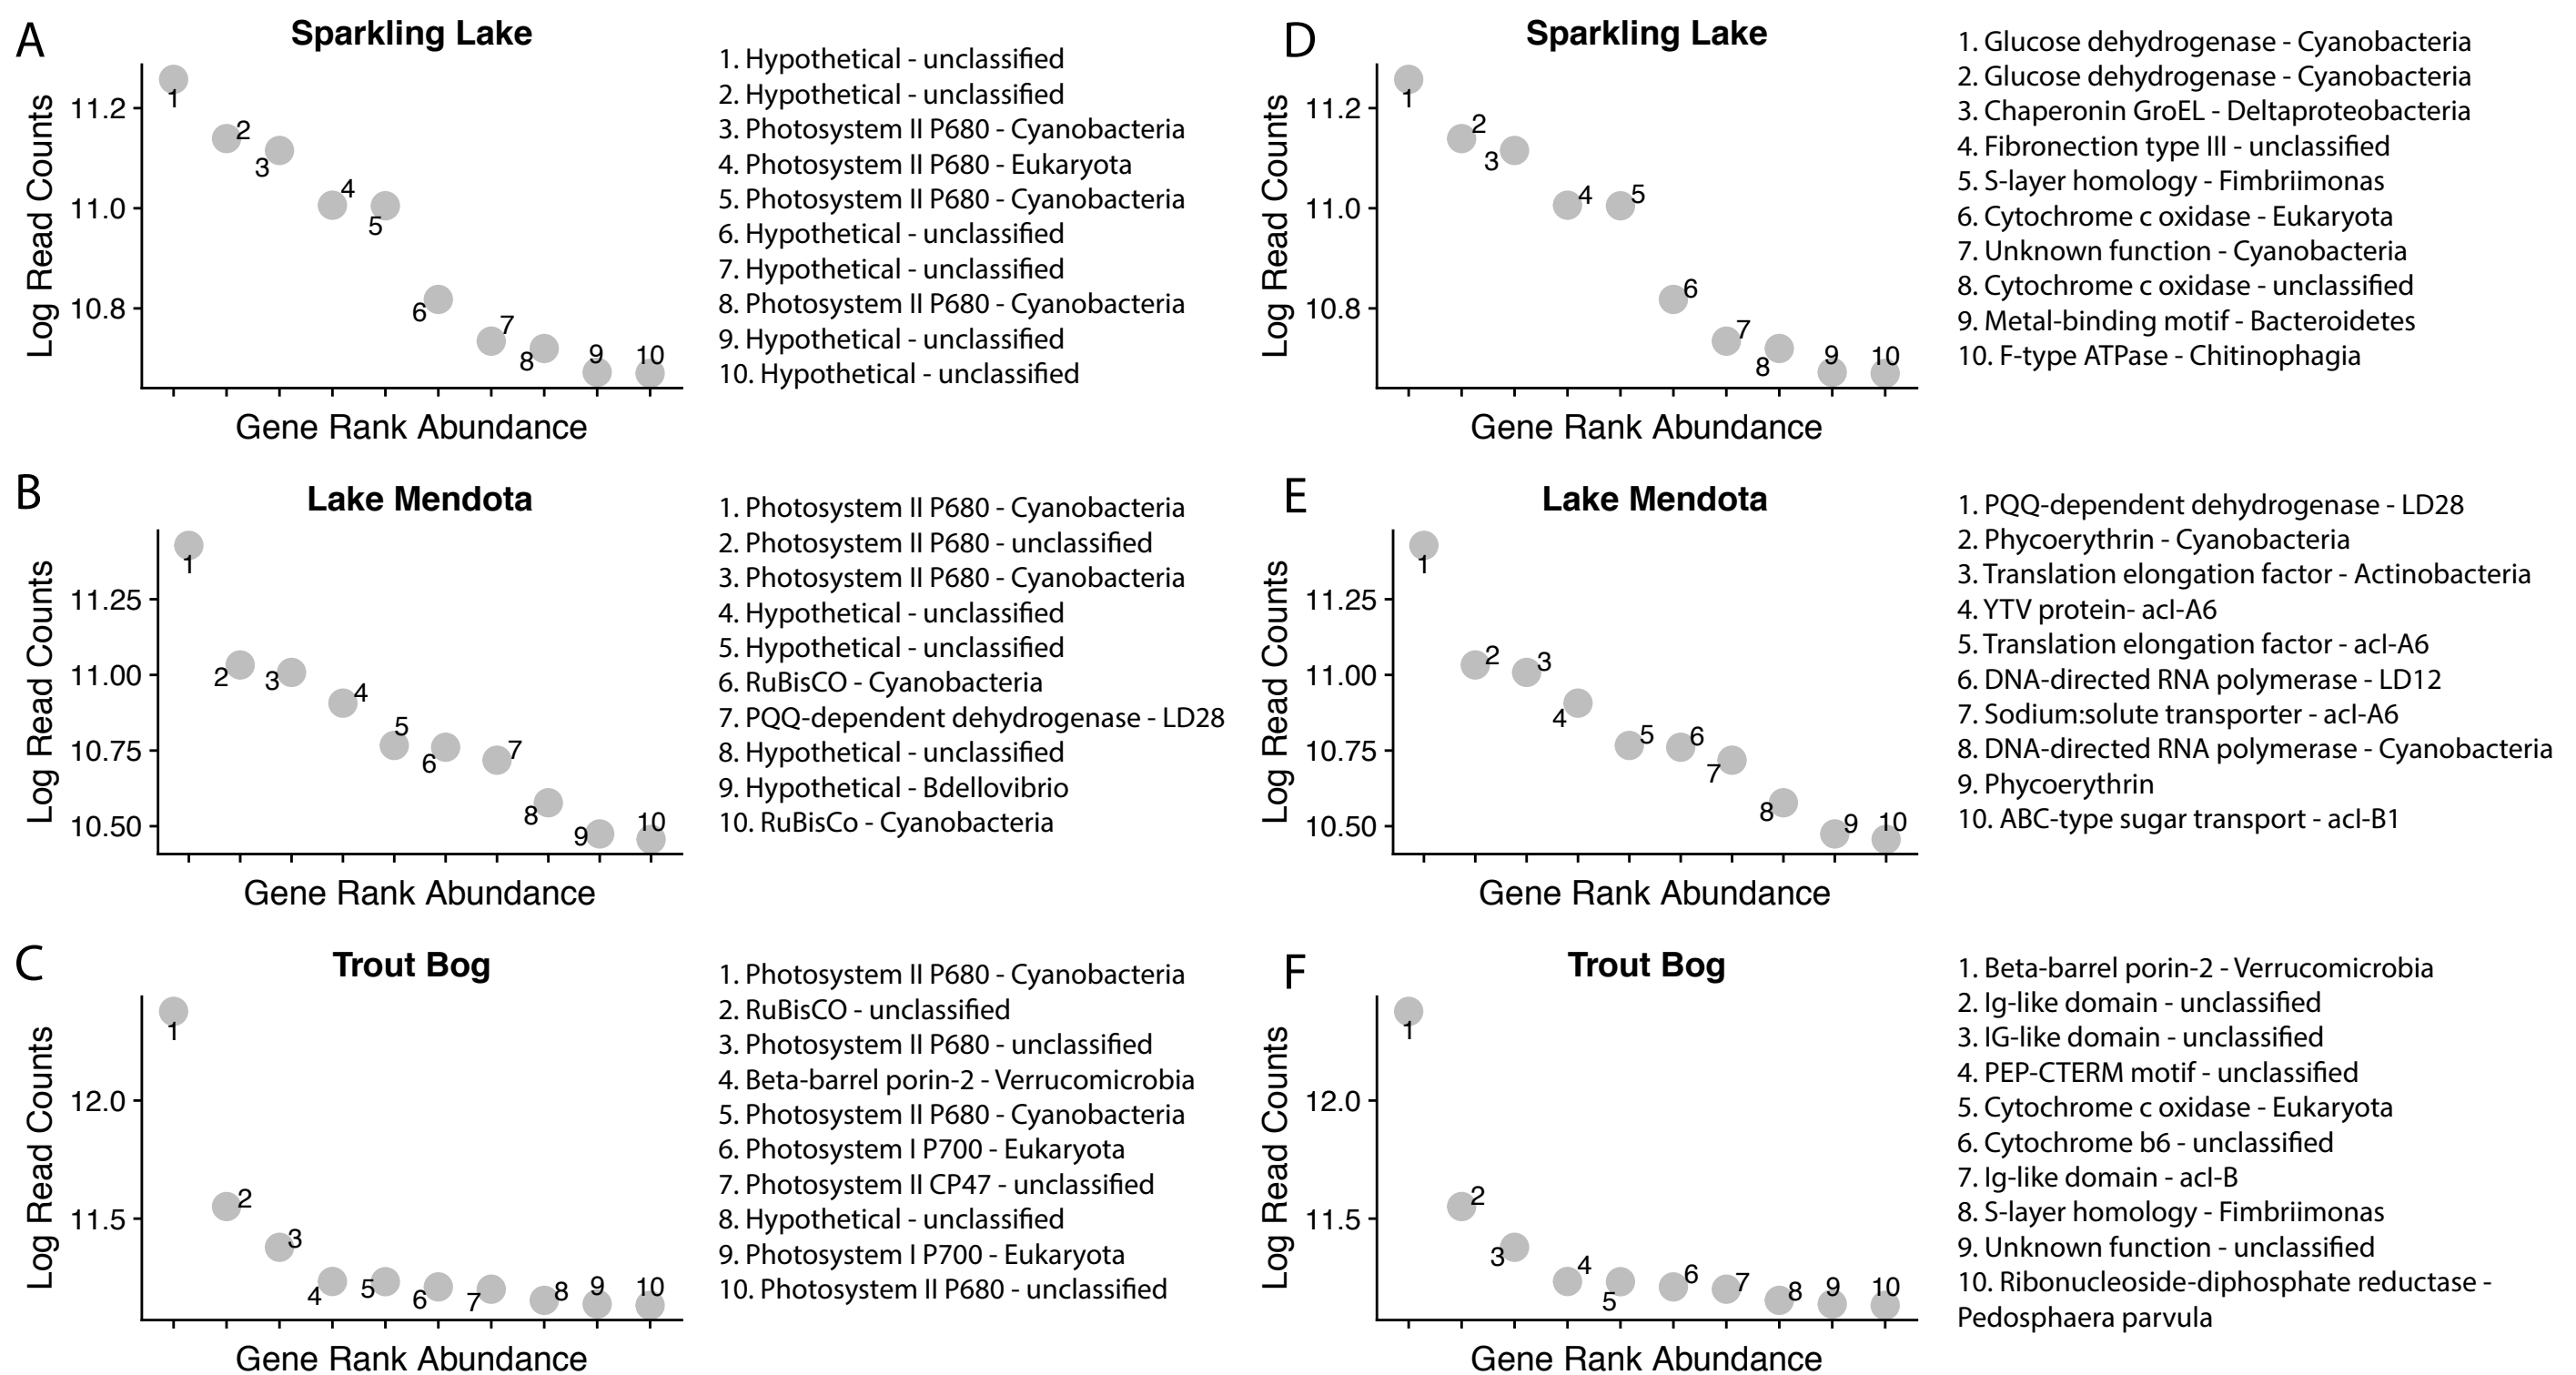 A
Sparkling Lake
Log Read Counts
11.2
11.0
10.8
1
2
3
4
5
6
7
8
9
10
Gene Rank Abundance
1. Hypothetical - unclassified
2. Hypothetical - unclassified
3. Photosystem II P680 - Cyanobacteria
4. Photosystem II P680 - Eukaryota
5. Photosystem II P680 - Cyanobacteria
6. Hypothetical - unclassified
7. Hypothetical - unclassified
8. Photosystem II P680 - Cyanobacteria
9. Hypothetical - unclassified
10. Hypothetical - unclassified
D
Sparkling Lake
Log Read Counts
11.2
11.0
10.8
1
2
3
4
5
6
7
8
9
10
Gene Rank Abundance
1. Glucose dehydrogenase - Cyanobacteria
2. Glucose dehydrogenase - Cyanobacteria
3. Chaperonin GroEL - Deltaproteobacteria
4. Fibronection type III - unclassified
5. S-layer homology - Fimbriimonas
6. Cytochrome c oxidase - Eukaryota
7. Unknown function - Cyanobacteria
8. Cytochrome c oxidase - unclassified
9. Metal-binding motif - Bacteroidetes
10. F-type ATPase - Chitinophagia
B
Lake Mendota
Log Read Counts
11.25
11.00
10.75
10.50
1
2
3
4
5
6
7
8
9
10
Gene Rank Abundance
1. Photosystem II P680 - Cyanobacteria
2. Photosystem II P680 - unclassified
3. Photosystem II P680 - Cyanobacteria
4. Hypothetical - unclassified
5. Hypothetical - unclassified
6. RuBisCO - Cyanobacteria
7. PQQ-dependent dehydrogenase - LD28
8. Hypothetical - unclassified
9. Hypothetical - Bdellovibrio
10. RuBisCo - Cyanobacteria
E
Lake Mendota
Log Read Counts
11.25
11.00
10.75
10.50
1
2
3
4
5
6
7
8
9
10
Gene Rank Abundance
1. PQQ-dependent dehydrogenase - LD28
2. Phycoerythrin - Cyanobacteria
3. Translation elongation factor - Actinobacteria
4. YTV protein- acI-A6
5. Translation elongation factor - acI-A6
6. DNA-directed RNA polymerase - LD12
7. Sodium:solute transporter - acI-A6
8. DNA-directed RNA polymerase - Cyanobacteria
9. Phycoerythrin
10. ABC-type sugar transport - acI-B1
C
Trout Bog
Log Read Counts
12.0
11.5
1
2
3
4
5
6
7
8
9
10
Gene Rank Abundance
1. Photosystem II P680 - Cyanobacteria
2. RuBisCO - unclassified
3. Photosystem II P680 - unclassified
4. Beta-barrel porin-2 - Verrucomicrobia
5. Photosystem II P680 - Cyanobacteria
6. Photosystem I P700 - Eukaryota
7. Photosystem II CP47 - unclassified
8. Hypothetical - unclassified
9. Photosystem I P700 - Eukaryota
10. Photosystem II P680 - unclassified
F
Trout Bog
Log Read Counts
12.0
11.5
1
2
3
4
5
6
7
8
9
10
Gene Rank Abundance
1. Beta-barrel porin-2 - Verrucomicrobia
2. Ig-like domain - unclassified
3. IG-like domain - unclassified
4. PEP-CTERM motif - unclassified
5. Cytochrome c oxidase - Eukaryota
6. Cytochrome b6 - unclassified
7. Ig-like domain - acI-B
8. S-layer homology - Fimbriimonas
9. Unknown function - unclassified
10. Ribonucleoside-diphosphate reductase -
Pedosphaera parvula